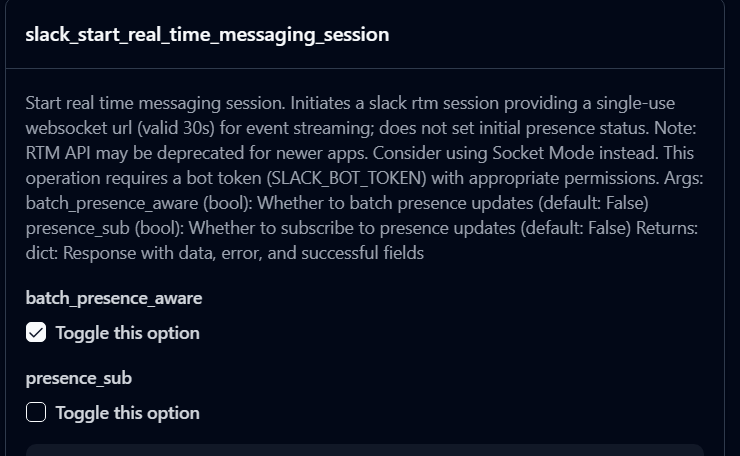 slack_start_real_time_messaging_session
Start real time messaging session. Initiates a slack rtm session providing a single-use
websocket url (valid 30s) for event streaming; does not set initial presence status. Note:
RTM API may be deprecated for newer apps. Consider using Socket Mode instead. This
operation requires a bot token (SLACK_BOT_TOKEN) with appropriate permissions. Args:
batch_presence_aware (bool): Whether to batch presence updates (default: False)
presence_sub (bool): Whether to subscribe to presence updates (default: False) Returns:
dict: Response with data, error, and successful fields
batch_presence_aware
Toggle this option
presence_sub
Toggle this option